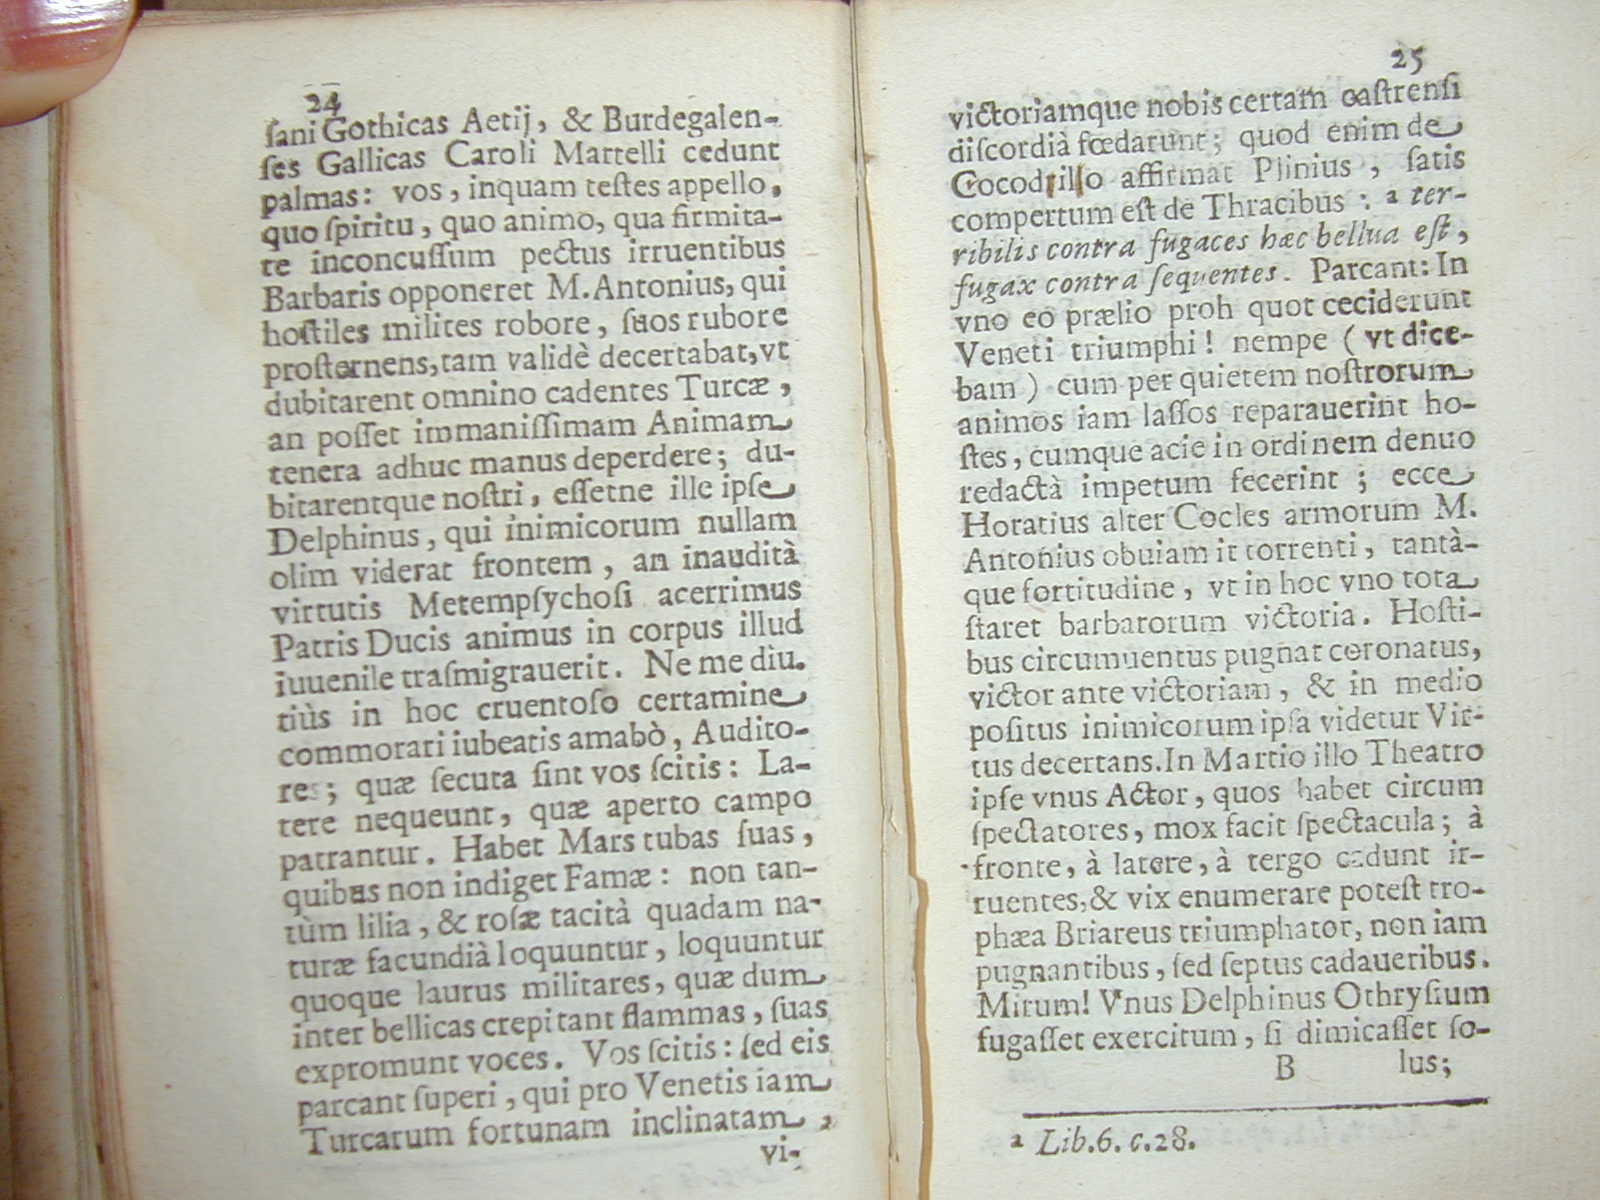 24
ſani Gothicas Aetij, & Burdegalen-
ſes Gallicas Caroli Martelli cedunt
palmas: vos, inquam teſtes appello,
quo ſpiritu, quo animo, qua firmita-
te inconcuſſum pectus irruentibus
Barbaris opponeret M. Antonius, qui
hoſtiles milites robore, ſuos rubore
proſternens, tam validè decertabat, vt
dubitarent omnino cadentes Turcæ,
an poſſet immaniſſimam Animam
tenera adhuc manus deperdere; du-
bitarentque noſtri, eſſetne ille ipſe
Delphinus, qui inimicorum nullam
olim viderat frontem, an inaudità
virtutis Metempſychoſi acerrimus
Patris Ducis animus in corpus illud
iuuenile traſmigrauerit. Ne me diu.
tiùs in hoc cruentoſo certamine
commorari iubeatis amabò, Audito-
res; quæ ſecuta ſint vos ſcitis: La-
tere nequeunt, quæ aperto campo
patrantur. Habet Mars tubas ſuas,
quibus non indiget Famæ: non tan-
tùm lilia, & roſæ tacità quadam na-
turæ facundià loquuntur, loquuntur
quoque laurus militares, quæ dum
inter bellicas crepitant flammas, ſuas
expromunt voces. Vos ſcitis: ſed eis
parcant ſuperi, qui pro Venetis iam
Turcarum fortunam inclinatam,
vi-
25
victoriamque nobis certam caſtrenſi
diſcordià fœdarunt; quod enim de
Crocodrillo affirmat Plinius, ſatis
compertum eſt de Thracibus: ² ter-
ribilis contra fugaces hæc bellua eſt,
fugax contra ſequentes. Parcant: In
vno eo prælio proh quot ceciderunt
Veneti triumphi! nempe (vt dice-
bam) cum per quietem noſtrorum
animos iam laſſos reparauerint ho-
ſtes, cumque acie in ordinem denuo
redactà impetum fecerint; ecce
Horatius alter Cocles armorum M.
Antonius obuiam it torrenti, tantà-
que fortitudine, vt in hoc vno tota
ſtaret barbarorum victoria. Hoſti-
bus circumuentus pugnat coronatus,
victor ante victoriam, & in medio
poſitus inimicorum ipſa videtur Vir-
tus decertans. In Martio illo Theatro
ipſe vnus Actor, quos habet circum
ſpectatores, mox facit ſpectacula; à
fronte, à latere, à tergo cadunt ir-
ruentes, & vix enumerare poteſt tro-
phæa Briareus triumphator, non iam
pugnantibus, ſed ſeptus cadaueribus.
Mirum! Vnus Delphinus Othryſium
fugaſſet exercitum, ſi dimicaſſet ſo-
B lus;
² Lib.6. c.28.